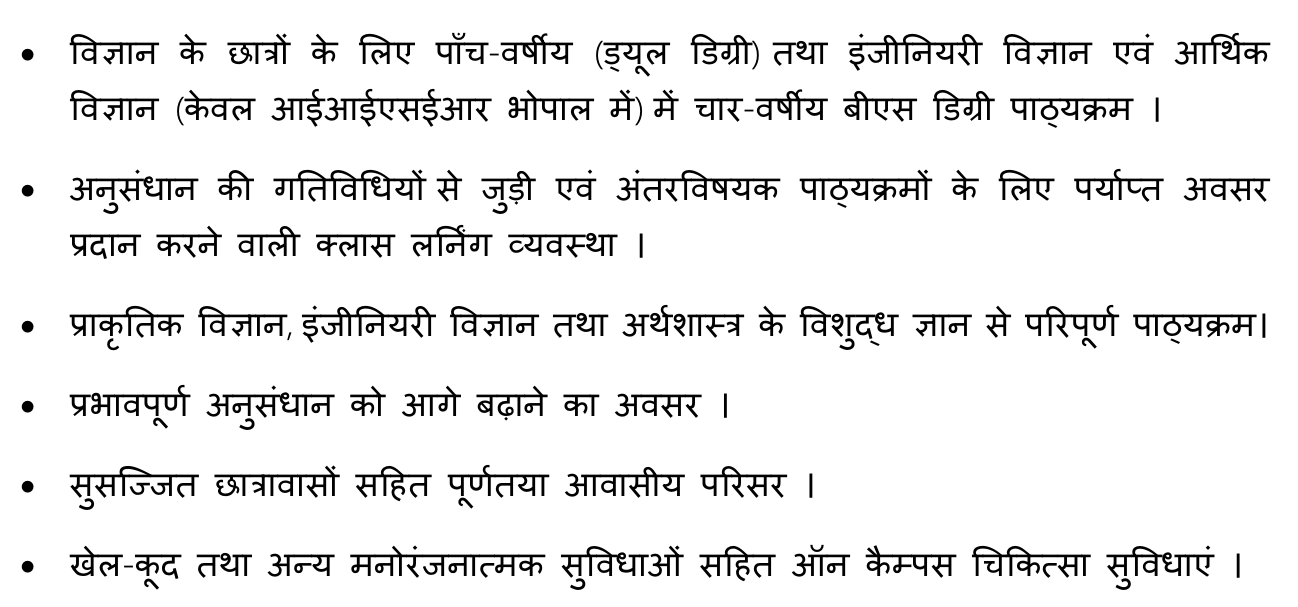 • विज्ञान के छात्रों के लिए पाँच-वर्षीय (ड्यूल डिग्री) तथा इंजीनियरी विज्ञान एवं आर्थिक
विज्ञान (केवल आईआईएसईआर भोपाल में) में चार-वर्षीय बीएस डिग्री पाठ्यक्रम ।
• अनुसंधान की गतिविधियों से जुड़ी एवं अंतरविषयक पाठ्यक्रमों के लिए पर्याप्त अवसर
प्रदान करने वाली क्लास लर्निंग व्यवस्था ।
• प्राकृतिक विज्ञान, इंजीनियरी विज्ञान तथा अर्थशास्त्र के विशुद्ध ज्ञान से परिपूर्ण पाठ्यक्रम।
• प्रभावपूर्ण अनुसंधान को आगे बढ़ाने का अवसर ।
• सुसज्जित छात्रावासों सहित पूर्णतया आवासीय परिसर ।
• खेल-कूद तथा अन्य मनोरंजनात्मक सुविधाओं सहित ऑन कैम्पस चिकित्सा सुविधाएं ।